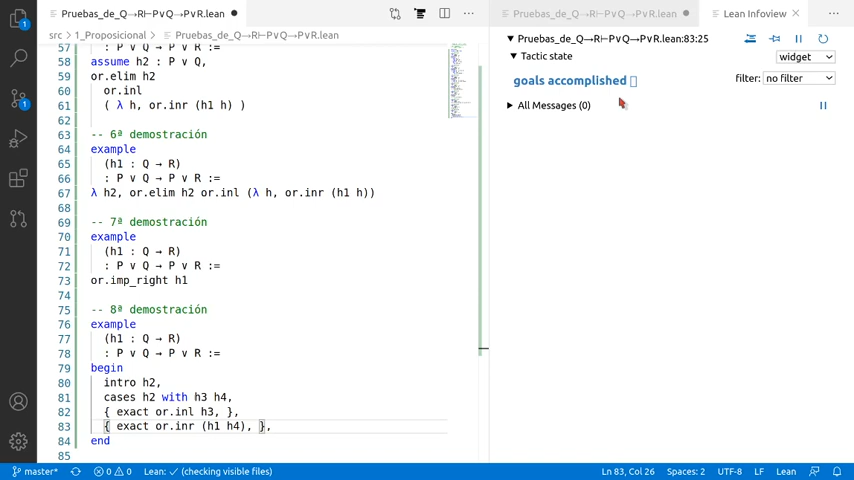 Pruebas_de_Q→R⊢P∨Q→P∨R.lean ●
src > 1_Proposicional > Pruebas_de_Q→R⊢P∨Q→P∨R.lean
57 : P ∨ Q → P ∨ R :=
58 assume h2 : P ∨ Q,
59 or.elim h2
60 or.inl
61 ( λ h, or.inr (h1 h) )
62
63 -- 6ª demostración
64 example
65 (h1 : Q → R)
66 : P ∨ Q → P ∨ R :=
67 λ h2, or.elim h2 or.inl (λ h, or.inr (h1 h))
68
69 -- 7ª demostración
70 example
71 (h1 : Q → R)
72 : P ∨ Q → P ∨ R :=
73 or.imp_right h1
74
75 -- 8ª demostración
76 example
77 (h1 : Q → R)
78 : P ∨ Q → P ∨ R :=
79 begin
80 intro h2,
81 cases h2 with h3 h4,
82 { exact or.inl h3, },
83 { exact or.inr (h1 h4), },
84 end
85
Pruebas_de_Q→R⊢P∨Q→P∨R.lean ● Lean Infoview ×
Pruebas_de_Q→R⊢P∨Q→P∨R.lean:83:25
Tactic state widget
goals accomplished filter: no filter
All Messages (0)
1
1
master* 0 0 Lean: ✓ (checking visible files) Ln 83, Col 26 Spaces: 2 UTF-8 LF Lean